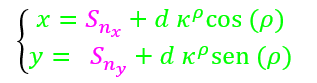 x = S_{n_x} + d κ^ρ cos (ρ)
y = S_{n_y} + d κ^ρ sen (ρ)